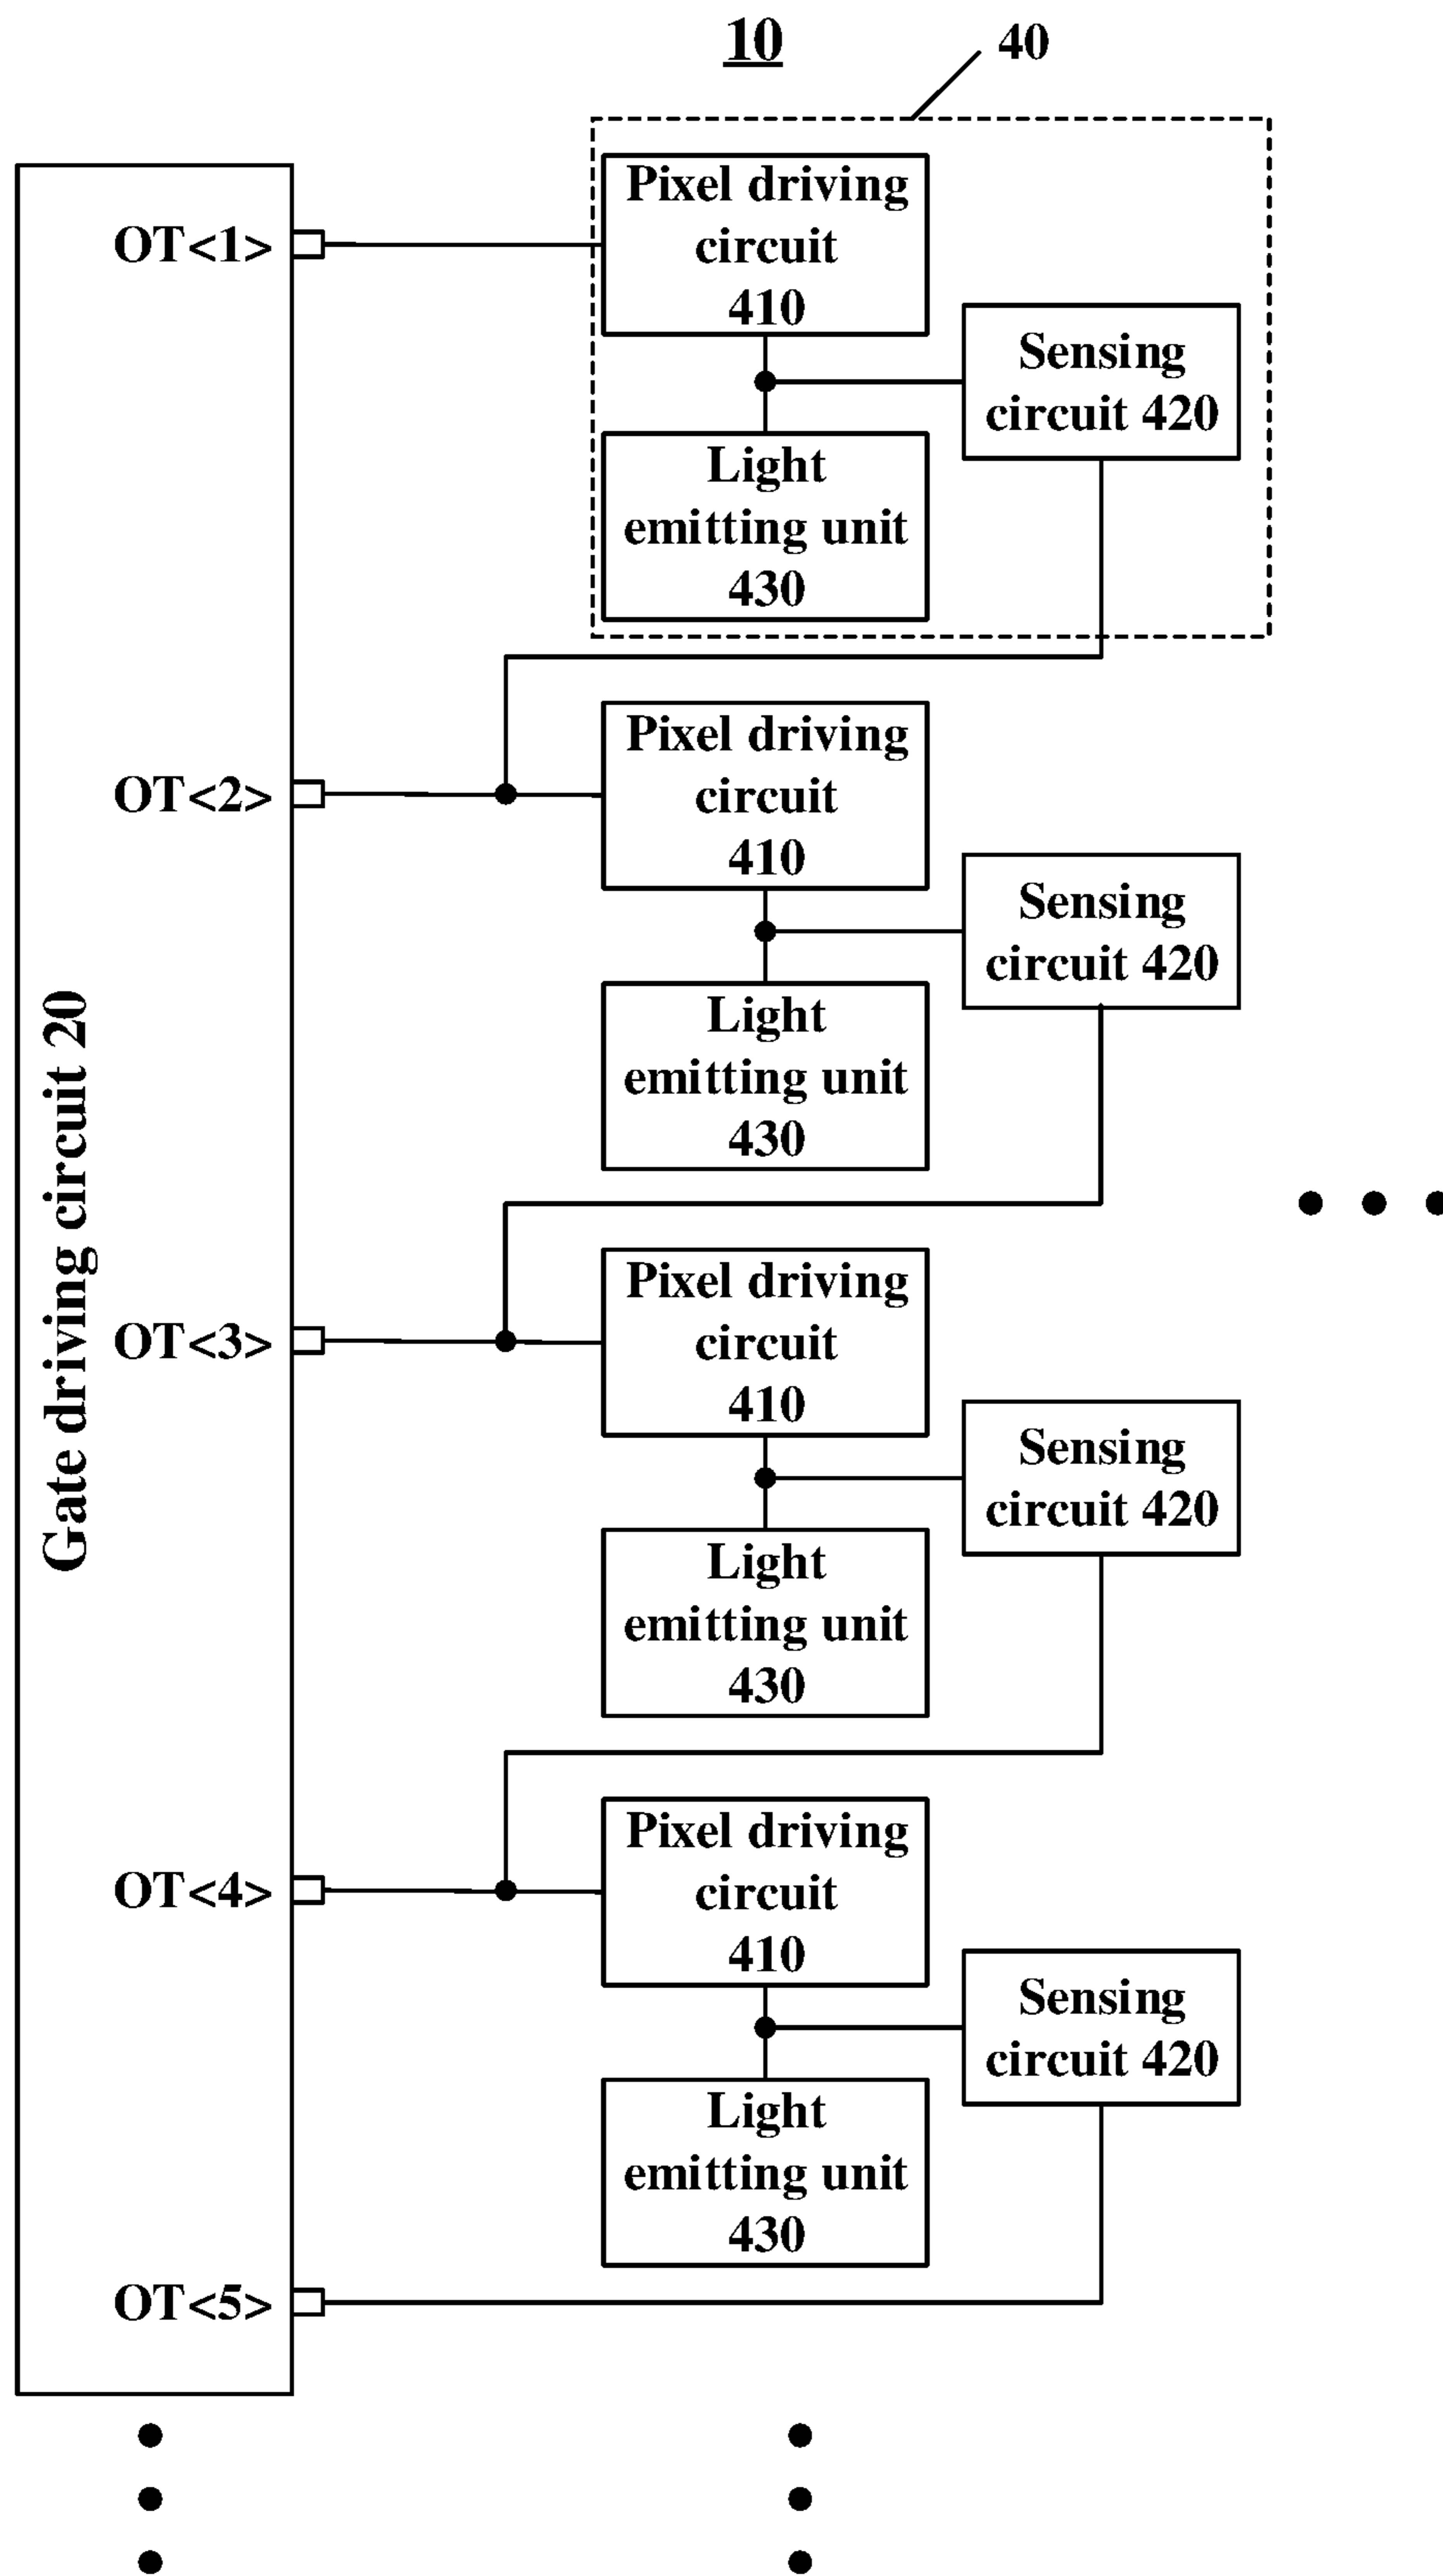 10
40
OT<1>
Pixel driving
circuit
410
Sensing
circuit 420
Light
emitting unit
430
OT<2>
Pixel driving
circuit
410
Sensing
circuit 420
Light
emitting unit
430
Gate driving circuit 20
OT<3>
Pixel driving
circuit
410
Sensing
circuit 420
Light
emitting unit
430
OT<4>
Pixel driving
circuit
410
Sensing
circuit 420
Light
emitting unit
430
OT<5>